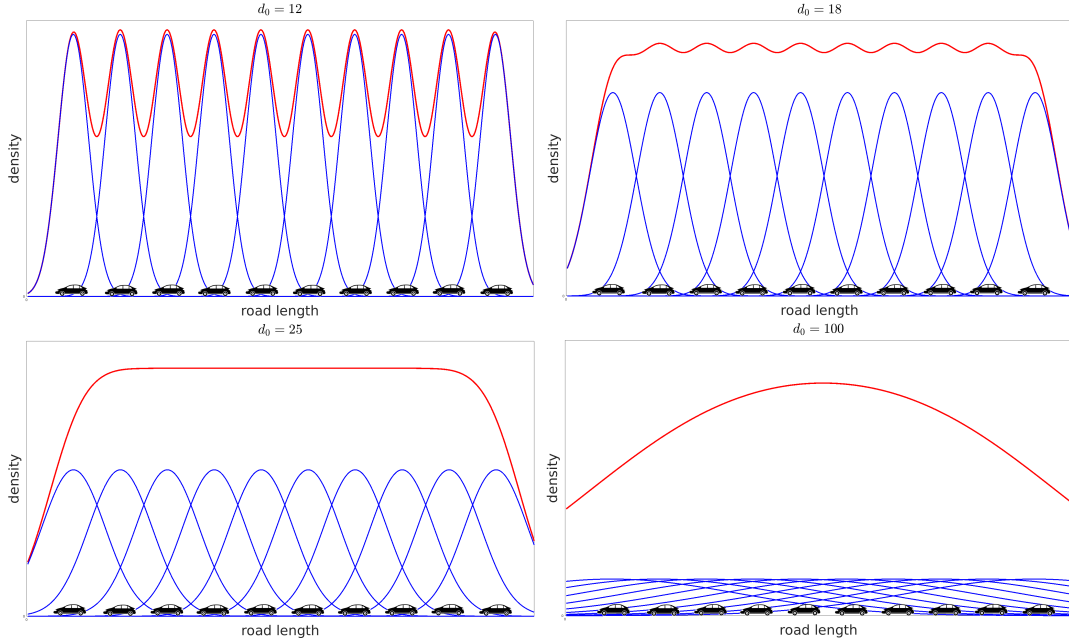 d₀ = 12
density
road length
d₀ = 18
density
road length
d₀ = 25
density
road length
d₀ = 100
density
road length